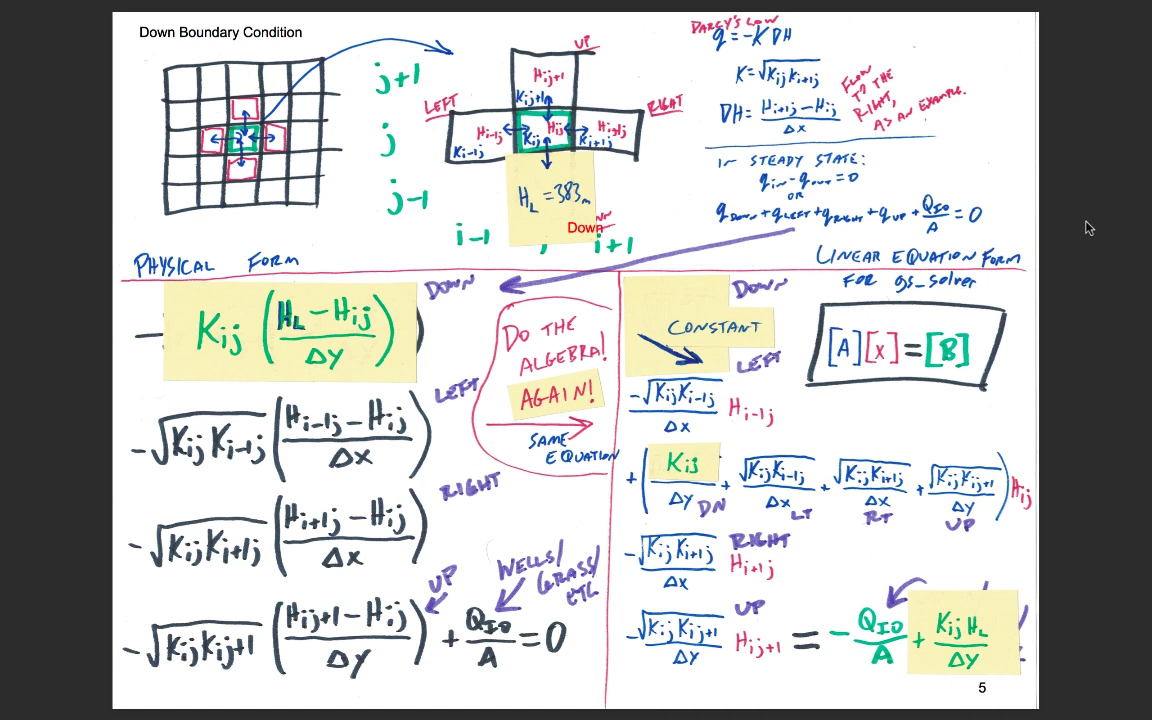 Down Boundary Condition
DARCY'S LOW
q = -K DH
K = √Kij Ki+1j
DH = Hi+1j - Hij / Δx
FLOW
TO THE
RIGHT,
AS AN EXAMPLE.
IN STEADY STATE:
qin - qout = 0
OR
qDOWN + qLEFT + qRIGHT + qUP + QIO/A = 0
j+1
j
j-1
i-1
i+1
UP
LEFT
RIGHT
Hij+1
Kij+1
Hi-1j
Ki-1j
Kij
Hij
Hi+1j
Ki+1j
HL = 383m
Down
PHYSICAL FORM
DOWN
- Kij (HL - Hij / Δy)
LEFT
-√Kij Ki-1j (Hi-1j - Hij / Δx)
RIGHT
-√Kij Ki+1j (Hi+1j - Hij / Δx)
UP
WELLS/
GRASS/
ETC
-√Kij Kij+1 (Hij+1 - Hij / Δy) + QIO/A = 0
DO THE
ALGEBRA!
AGAIN!
SAME
EQUATION
LINEAR EQUATION FORM
FOR gs_solver
[A][x] = [B]
DOWN
CONSTANT
LEFT
-√Kij Ki-1j / Δx Hi-1j
+ (Kij / Δy + √Kij Ki-1j / Δx + √Kij Ki+1j / Δx + √Kij Kij+1 / Δy) Hij
DN LT RT UP
RIGHT
-√Kij Ki+1j / Δx Hi+1j
UP
-√Kij Kij+1 / Δy Hij+1 = - QIO/A + Kij HL / Δy
5